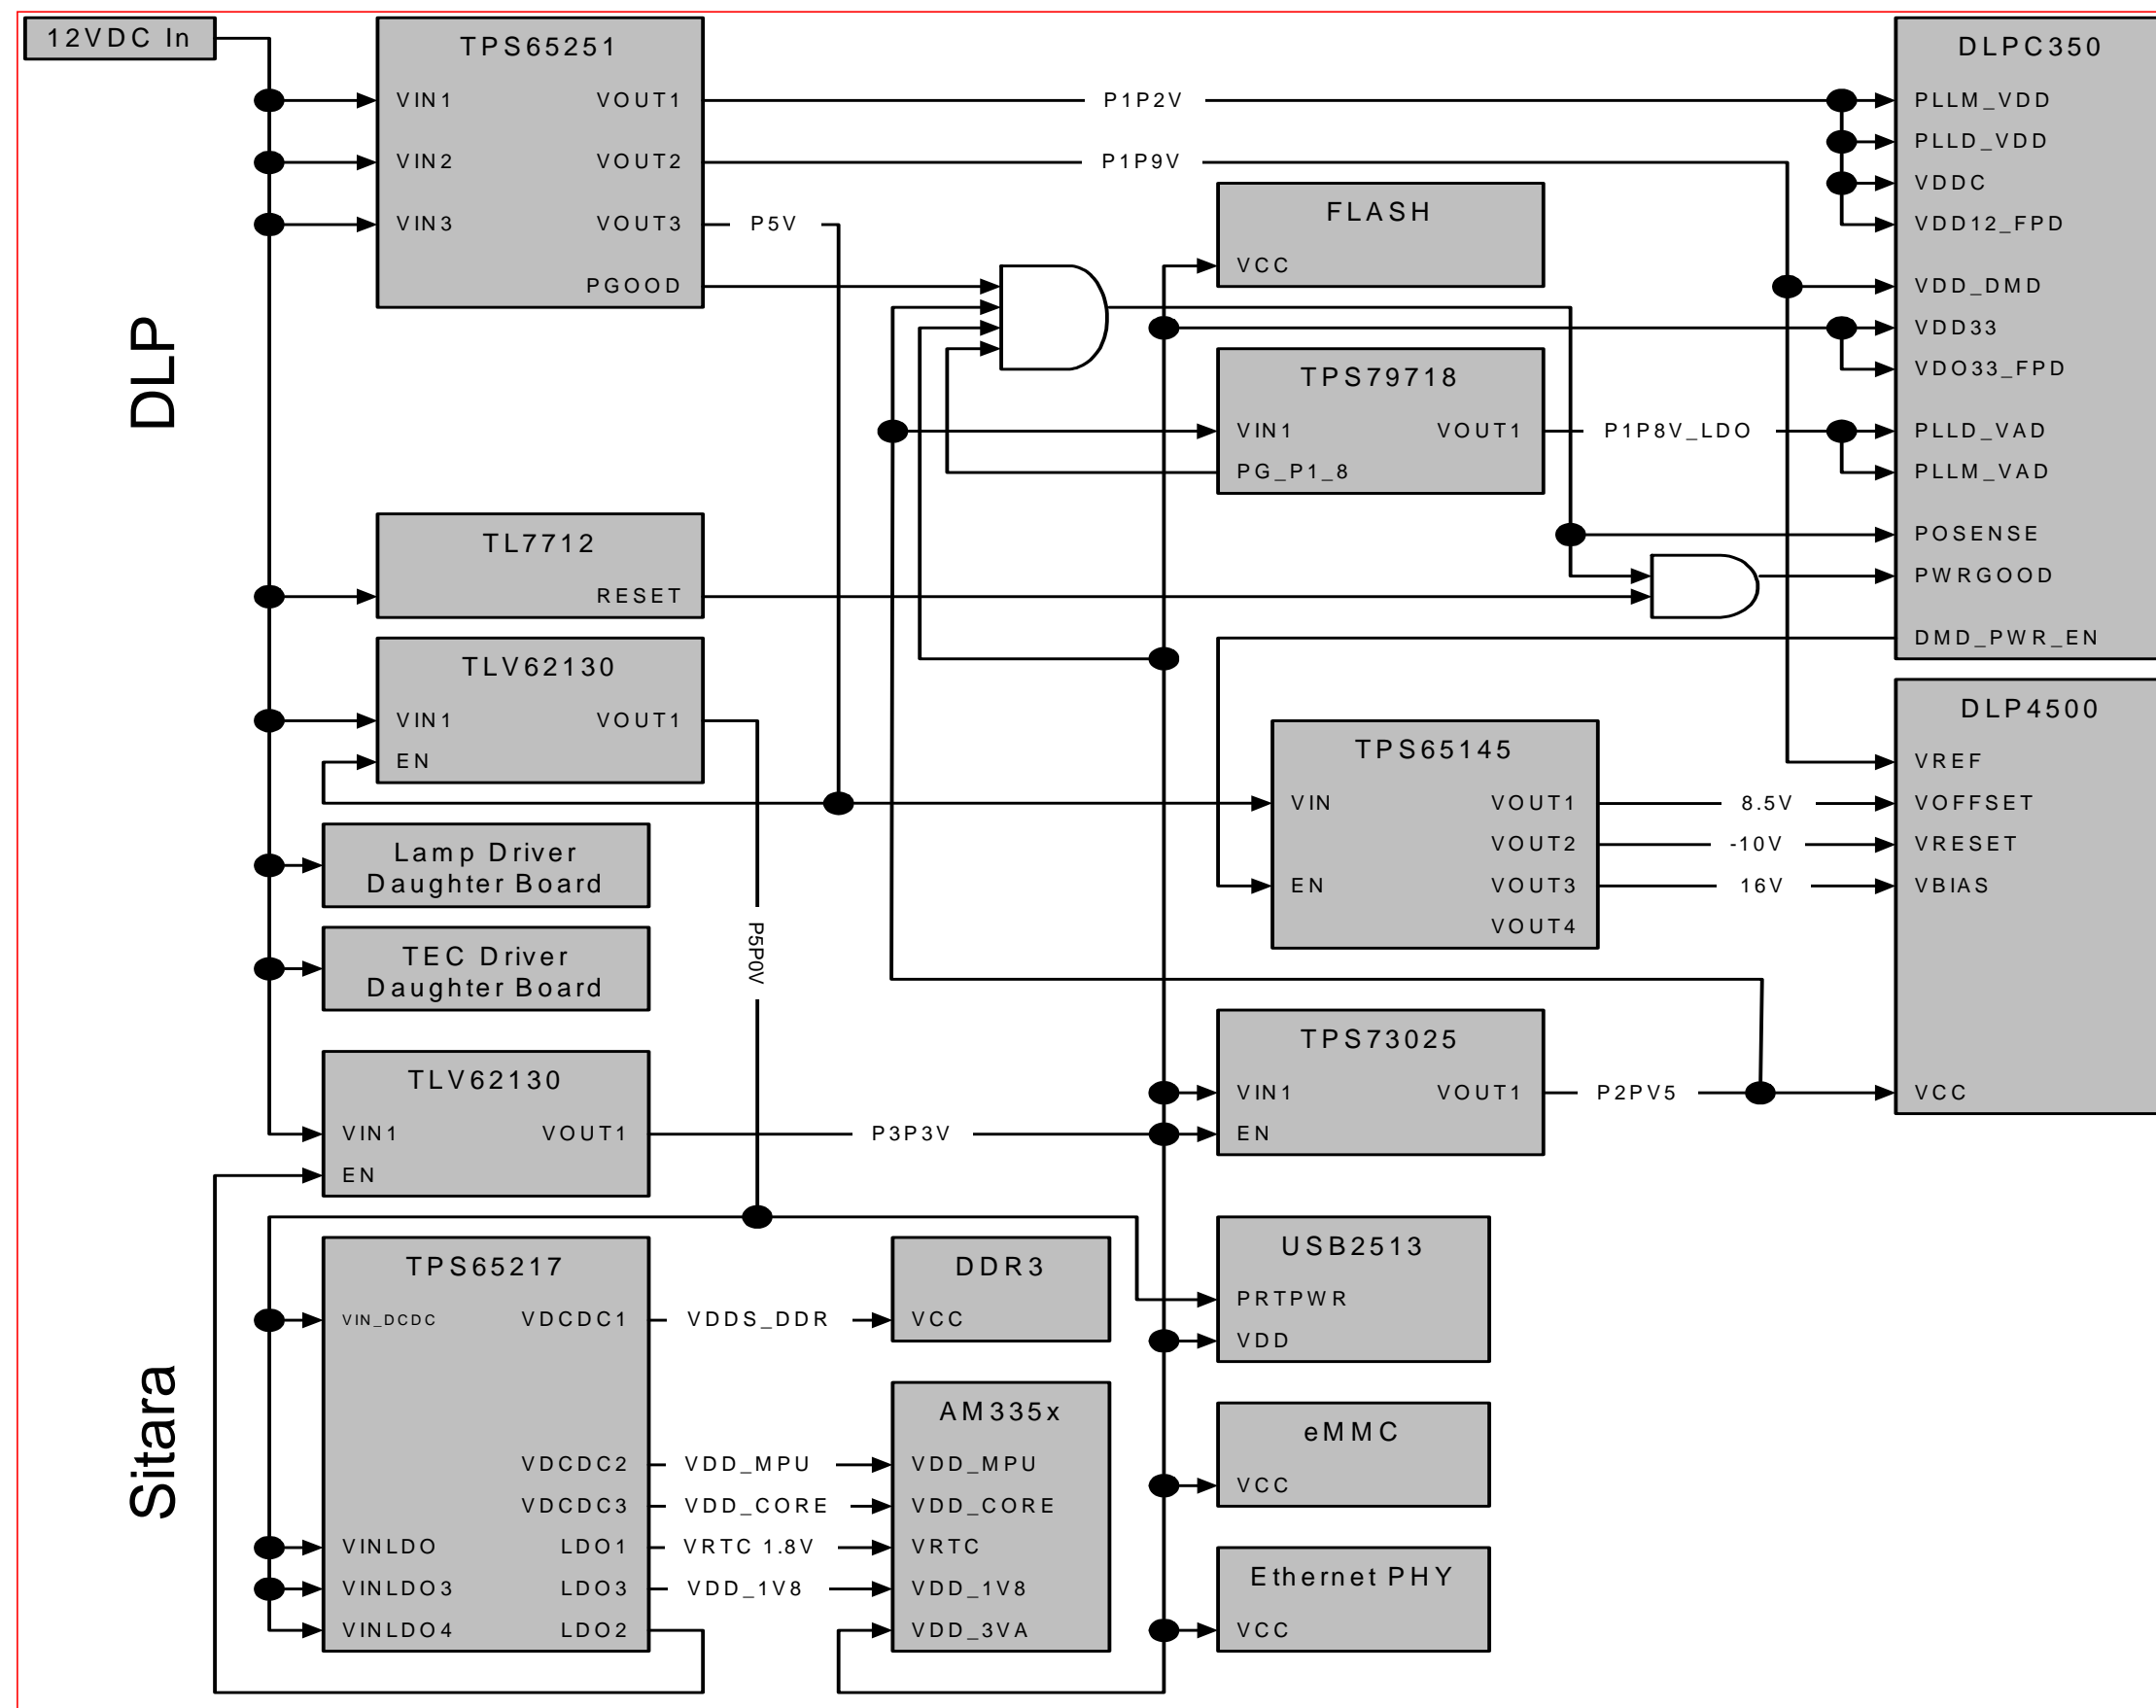 12VDC In
DLP
TPS65251
VIN1
VOUT1
VIN2
VOUT2
VIN3
VOUT3
PGOOD
P1P2V
P1P9V
P5V
FLASH
VCC
TPS79718
VIN1
VOUT1
PG_P1_8
P1P8V_LDO
DLPC350
PLLM_VDD
PLLD_VDD
VDDC
VDD12_FPD
VDD_DMD
VDD33
VDO33_FPD
PLLD_VAD
PLLM_VAD
POSENSE
PWRGOOD
DMD_PWR_EN
TL7712
RESET
TLV62130
VIN1
VOUT1
EN
P5P0V
Lamp Driver
Daughter Board
TEC Driver
Daughter Board
TPS65145
VIN
VOUT1
VOUT2
EN
VOUT3
VOUT4
8.5V
-10V
16V
DLP4500
VREF
VOFFSET
VRESET
VBIAS
VCC
TLV62130
VIN1
VOUT1
EN
P3P3V
TPS73025
VIN1
VOUT1
EN
P2PV5
Sitara
TPS65217
VIN_DCDC
VDCDC1
VDCDC2
VDCDC3
VINLDO
LDO1
VINLDO3
LDO3
VINLDO4
LDO2
VDDS_DDR
VDD_MPU
VDD_CORE
VRTC 1.8V
VDD_1V8
DDR3
VCC
AM335x
VDD_MPU
VDD_CORE
VRTC
VDD_1V8
VDD_3VA
USB2513
PRTPWR
VDD
eMMC
VCC
Ethernet PHY
VCC